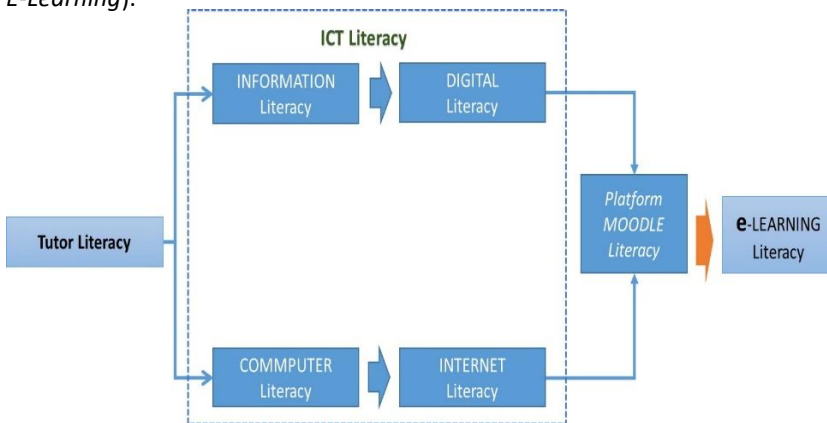 E-Learning).
ICT Literacy
INFORMATION
Literacy
DIGITAL
Literacy
Platform
MOODLE
Literacy
e-LEARNING
Literacy
Tutor Literacy
COMMPUTER
Literacy
INTERNET
Literacy